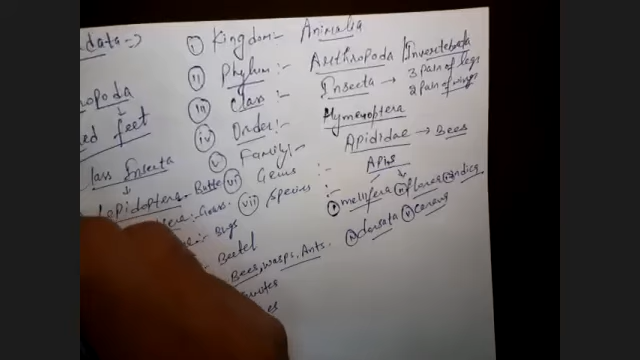 data->
ropoda
ed feet
lass Insecta
lepidoptera - Butte
Bugs
Beetel
Bees, wasps, Ants.
(i) Kingdom:- Animalia
(ii) Phylum:- Arthropoda / Invertebrata
(iii) Class:- Insecta -> 3 pair of legs
2 pair of wings
(iv) Order:- Hymenoptera
(v) Family:- Apididae -> Bees
(vi) Genus :- Apis
(vii) Species :- (i) mellifera (ii) florea (iii) indica
(iv) dorsata (v) cerana